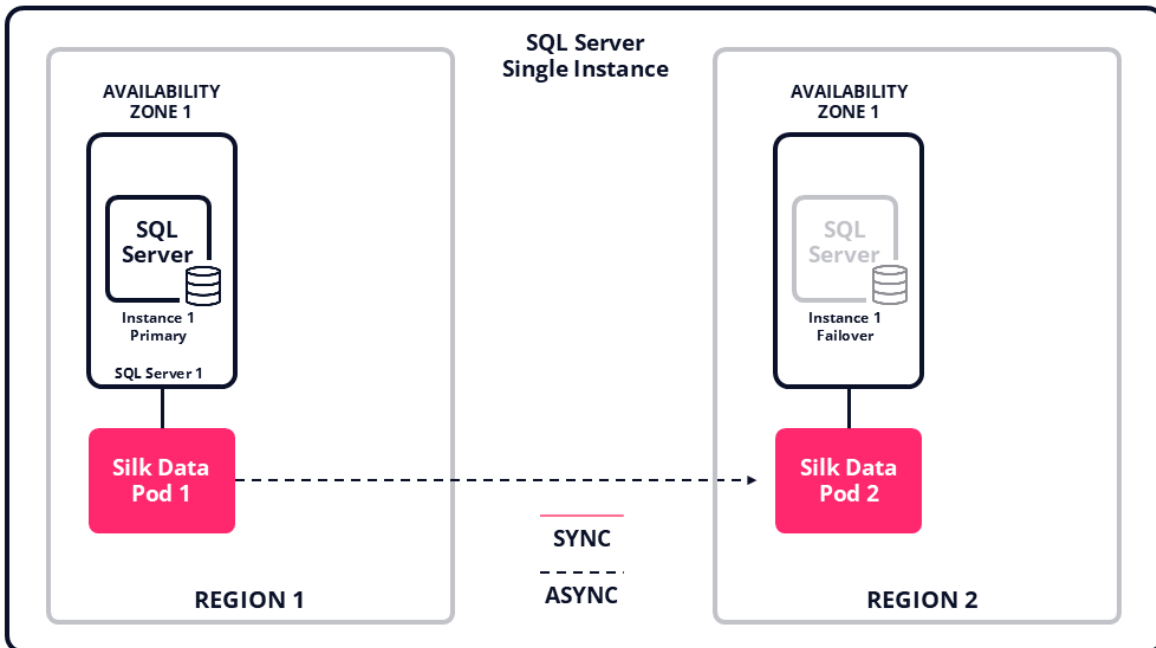 SQL Server
Single Instance
AVAILABILITY
ZONE 1
SQL
Server
Instance 1
Primary
SQL Server 1
Silk Data
Pod 1
REGION 1
SYNC
ASYNC
AVAILABILITY
ZONE 1
SQL
Server
Instance 1
Failover
Silk Data
Pod 2
REGION 2